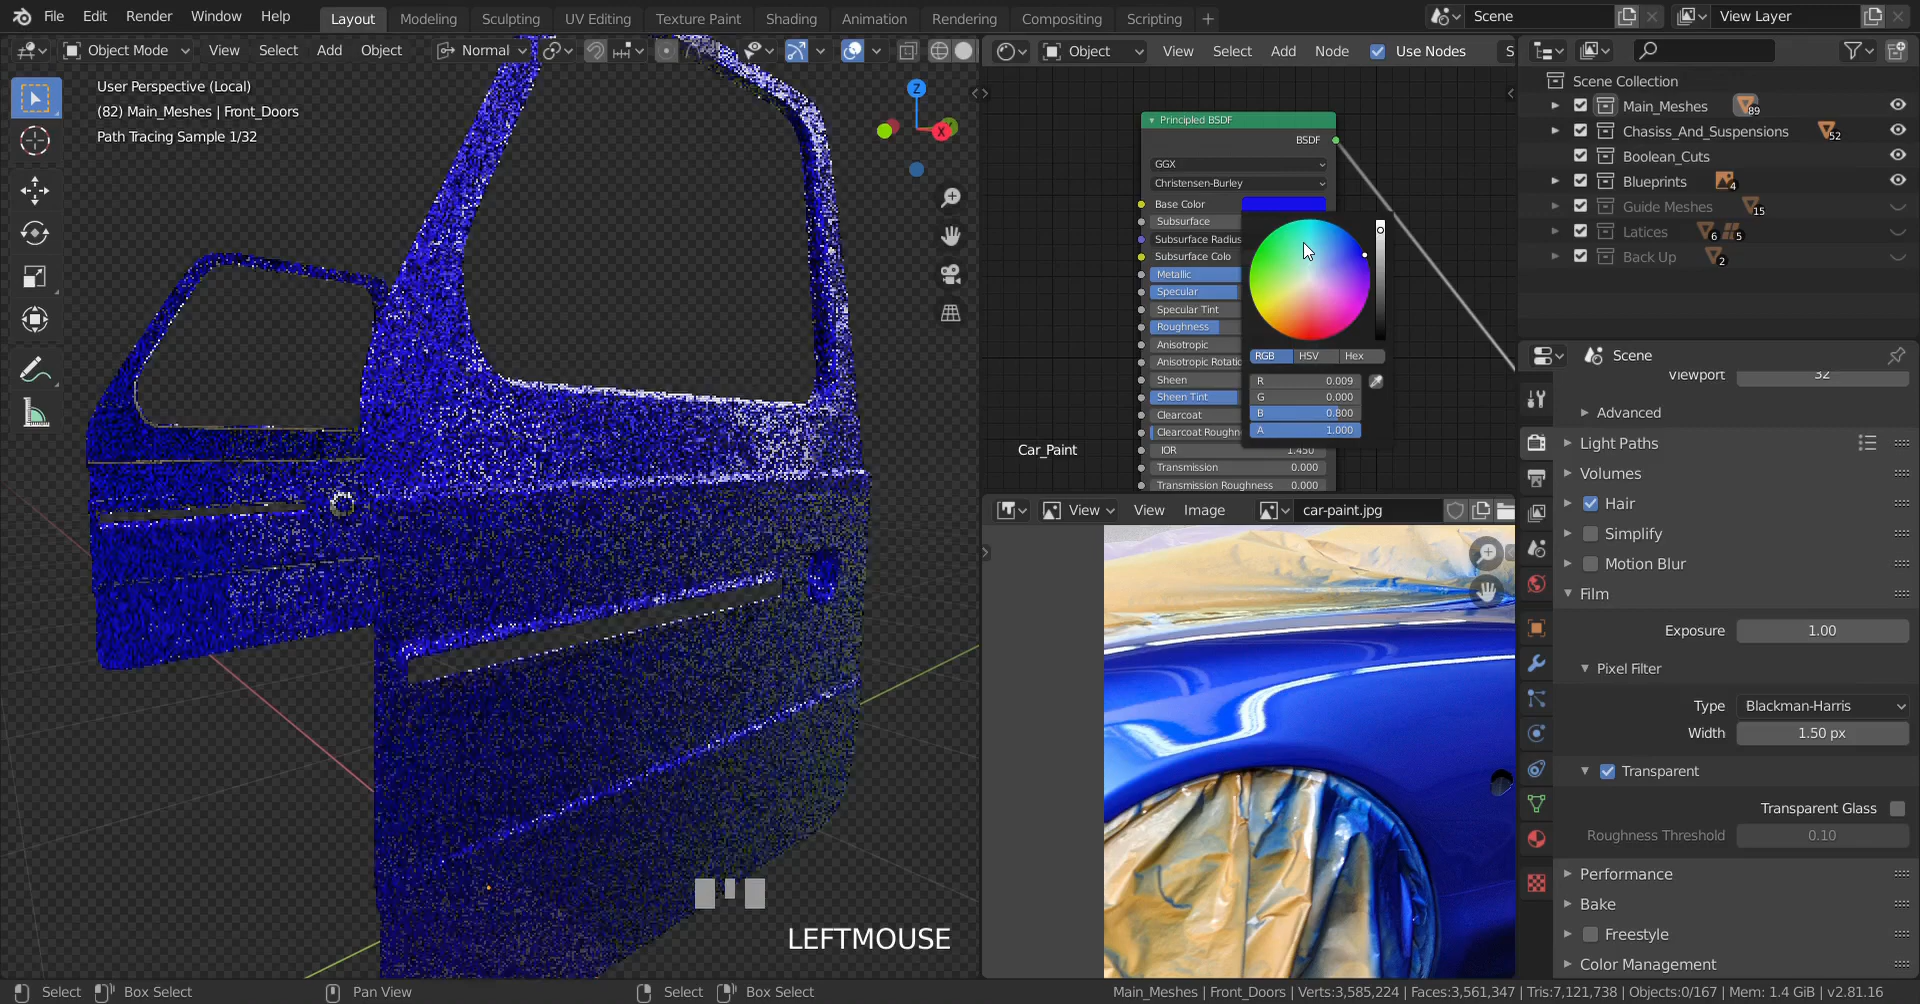 File Edit Render Window Help Layout Modeling Sculpting UV Editing Texture Paint Shading Animation Rendering Compositing Scripting + Scene View Layer
Object Mode View Select Add Object Normal
User Perspective (Local)
(82) Main_Meshes | Front_Doors
Path Tracing Sample 1/32
Z
X
LEFTMOUSE
Object View Select Add Node Use Nodes S
Principled BSDF
BSDF
GGX
Christensen-Burley
Base Color
Subsurface
Subsurface Radius
Subsurface Colo
Metallic
Specular
Specular Tint
Roughness
Anisotropic
Anisotropic Rotatic
Sheen
Sheen Tint
Clearcoat
Clearcoat Roughn
IOR 1.450
Transmission 0.000
Transmission Roughness 0.000
RGB HSV Hex
R 0.009
G 0.000
B 0.800
A 1.000
Car_Paint
View View Image car-paint.jpg
Scene Collection
Main_Meshes 89
Chasiss_And_Suspensions 52
Boolean_Cuts
Blueprints 4
Guide Meshes 15
Latices 6 5
Back Up 2
Scene
Viewport 32
Advanced
Light Paths
Volumes
Hair
Simplify
Motion Blur
Film
Exposure 1.00
Pixel Filter
Type Blackman-Harris
Width 1.50 px
Transparent
Transparent Glass
Roughness Threshold 0.10
Performance
Bake
Freestyle
Color Management
Select Box Select Pan View Select Box Select Main_Meshes | Front_Doors | Verts:3,585,224 | Faces:3,561,347 | Tris:7,121,738 | Objects:0/167 | Mem: 1.4 GiB | v2.81.16